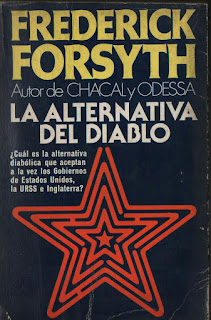 FREDERICK
FORSYTH
Autor de CHACAL y ODESSA
LA ALTERNATIVA
DEL DIABLO
¿Cuál es la alternativa
diabólica que aceptan
a la vez los Gobiernos
de Estados Unidos,
la URSS e Inglaterra?